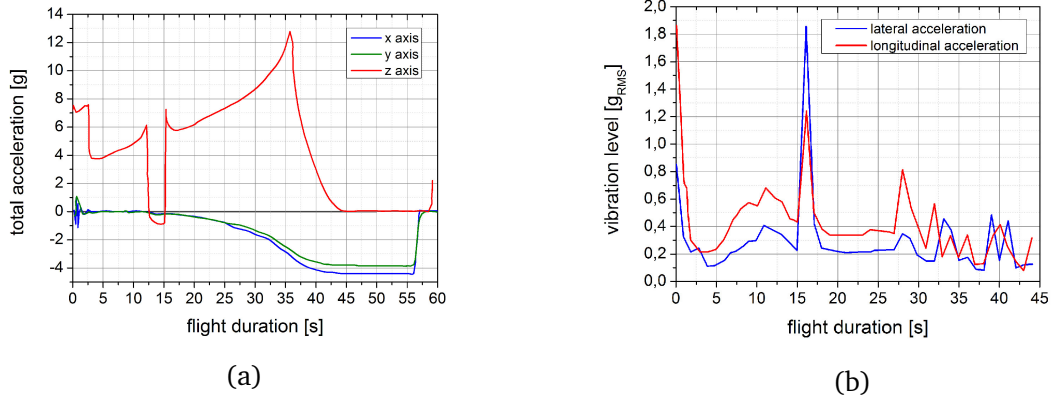 14
12
10
8
6
4
2
0
-2
-4
total acceleration [g]
x axis
y axis
z axis
0 5 10 15 20 25 30 35 40 45 50 55 60
flight duration [s]
(a)
2,0
1,8
1,6
1,4
1,2
1,0
0,8
0,6
0,4
0,2
0,0
vibration level [gRMS]
lateral acceleration
longitudinal acceleration
0 5 10 15 20 25 30 35 40 45
flight duration [s]
(b)